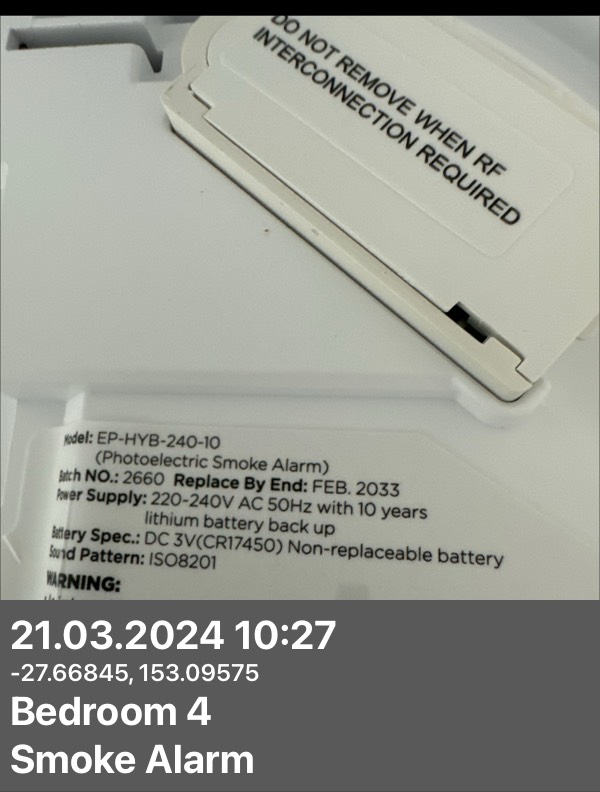 DO NOT REMOVE WHEN RF
INTERCONNECTION REQUIRED
Model: EP-HYB-240-10
(Photoelectric Smoke Alarm)
Batch NO.: 2660 Replace By End: FEB. 2033
Power Supply: 220-240V AC 50Hz with 10 years
lithium battery back up
Battery Spec.: DC 3V(CR17450) Non-replaceable battery
Sound Pattern: ISO8201
WARNING:
21.03.2024 10:27
-27.66845, 153.09575
Bedroom 4
Smoke Alarm